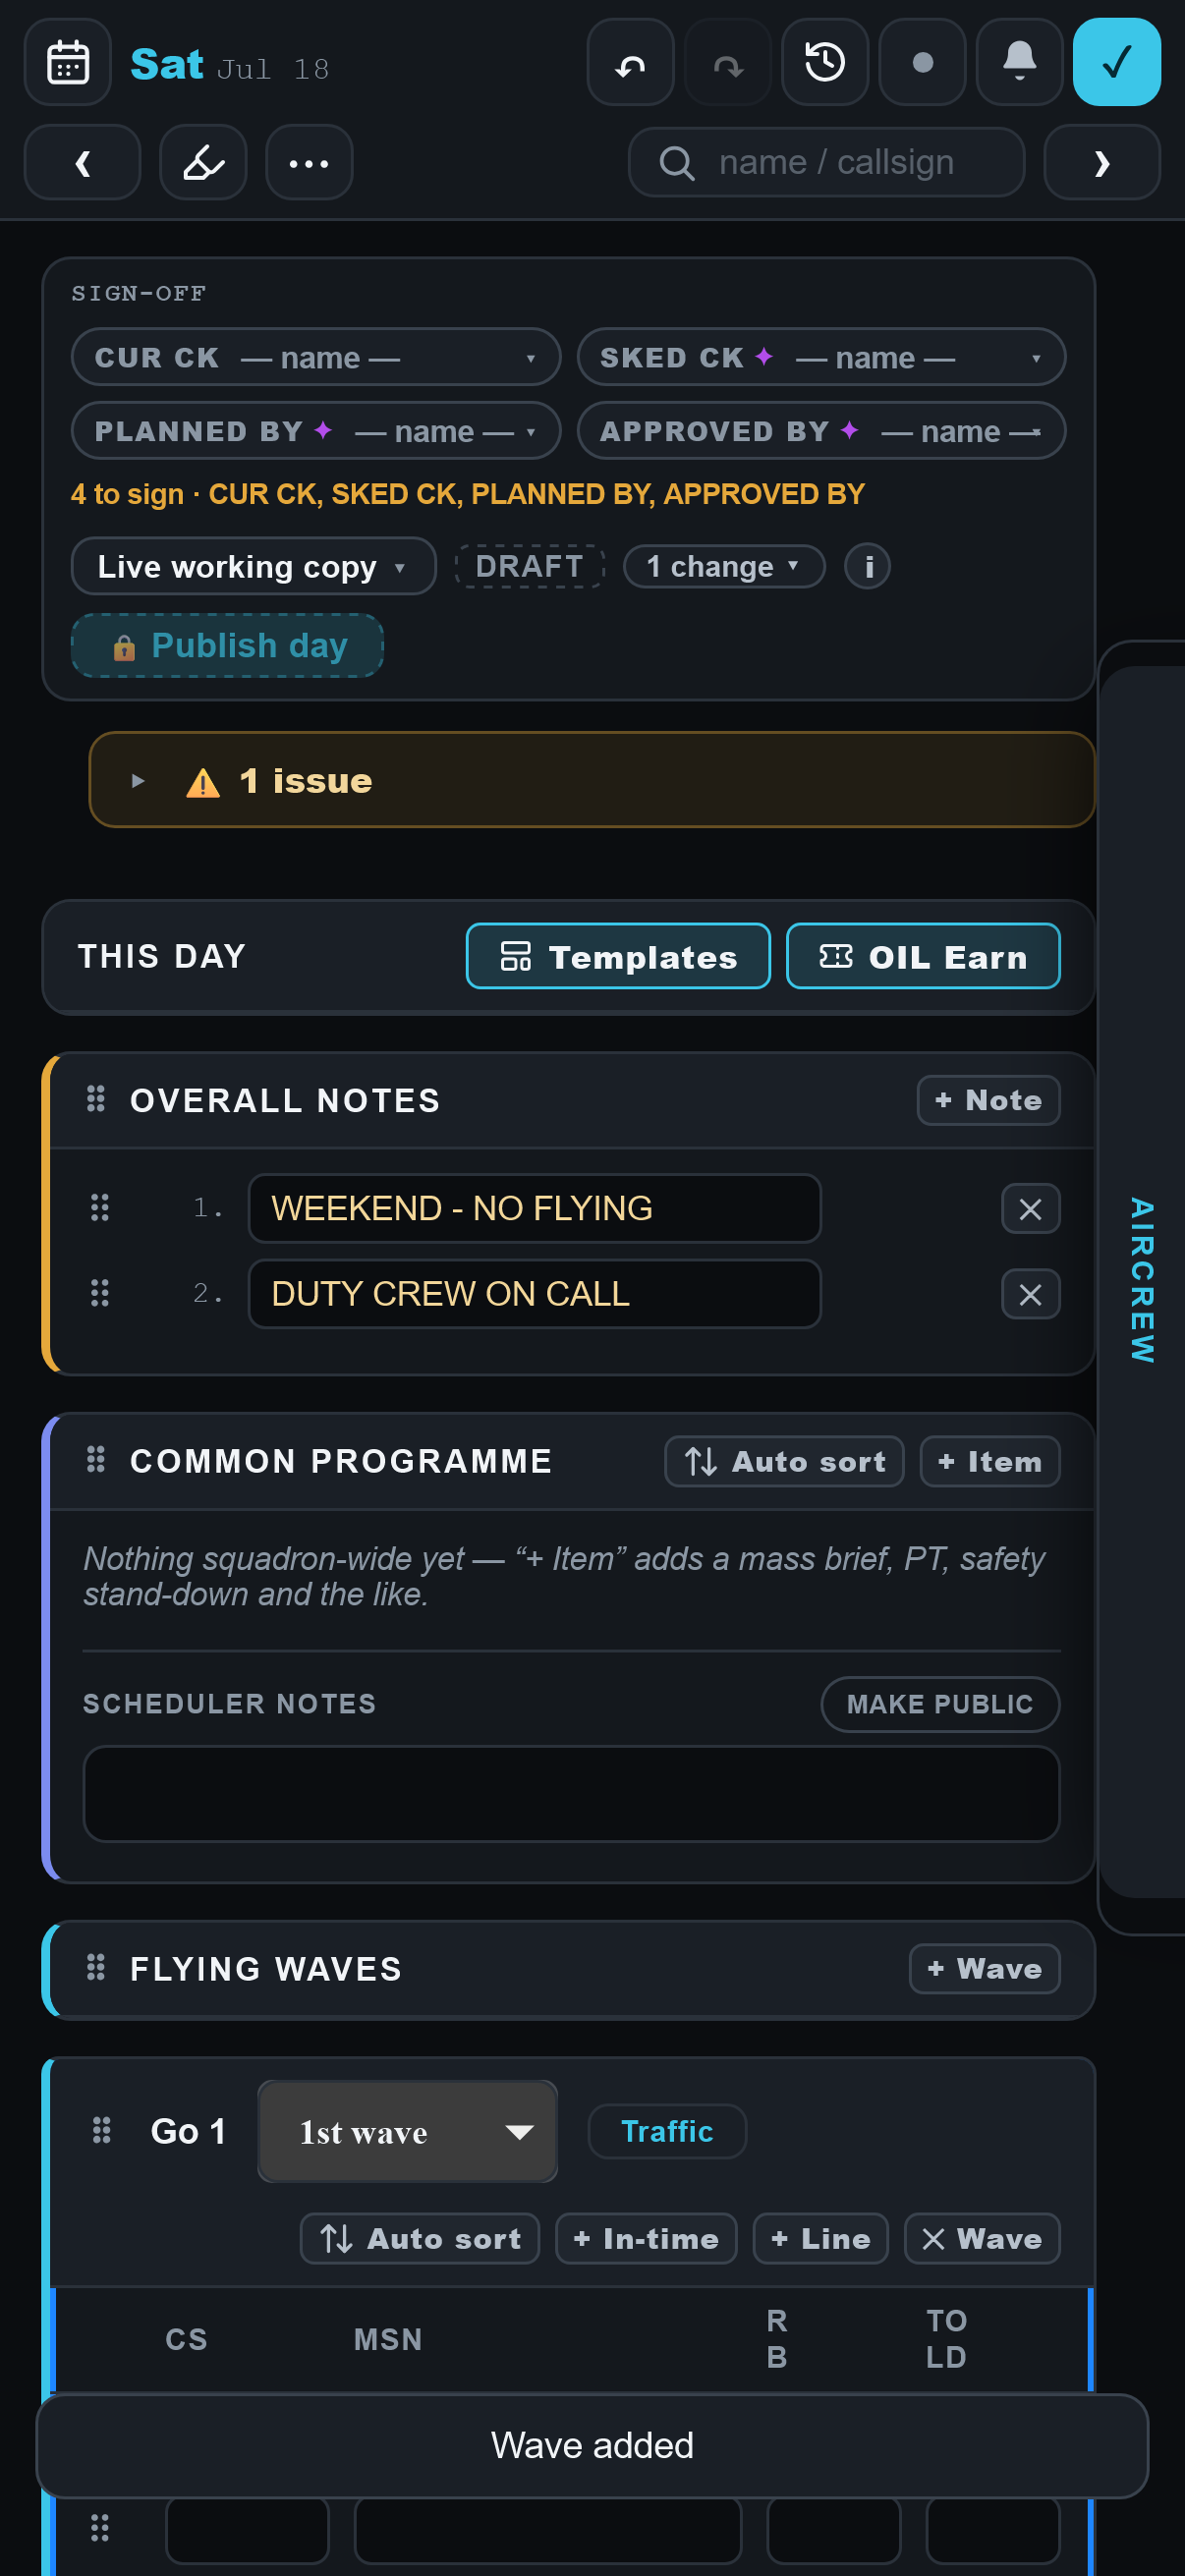 Sat Jul 18
name / callsign
SIGN-OFF
CUR CK — name —
SKED CK — name —
PLANNED BY — name —
APPROVED BY — name —
4 to sign · CUR CK, SKED CK, PLANNED BY, APPROVED BY
Live working copy DRAFT 1 change i
Publish day
1 issue
THIS DAY Templates OIL Earn
OVERALL NOTES + Note
1. WEEKEND - NO FLYING
2. DUTY CREW ON CALL
AIRCREW
COMMON PROGRAMME Auto sort + Item
Nothing squadron-wide yet — “+ Item” adds a mass brief, PT, safety
stand-down and the like.
SCHEDULER NOTES MAKE PUBLIC
FLYING WAVES + Wave
Go 1 1st wave Traffic
Auto sort + In-time + Line × Wave
CS MSN R TO
B LD
Wave added